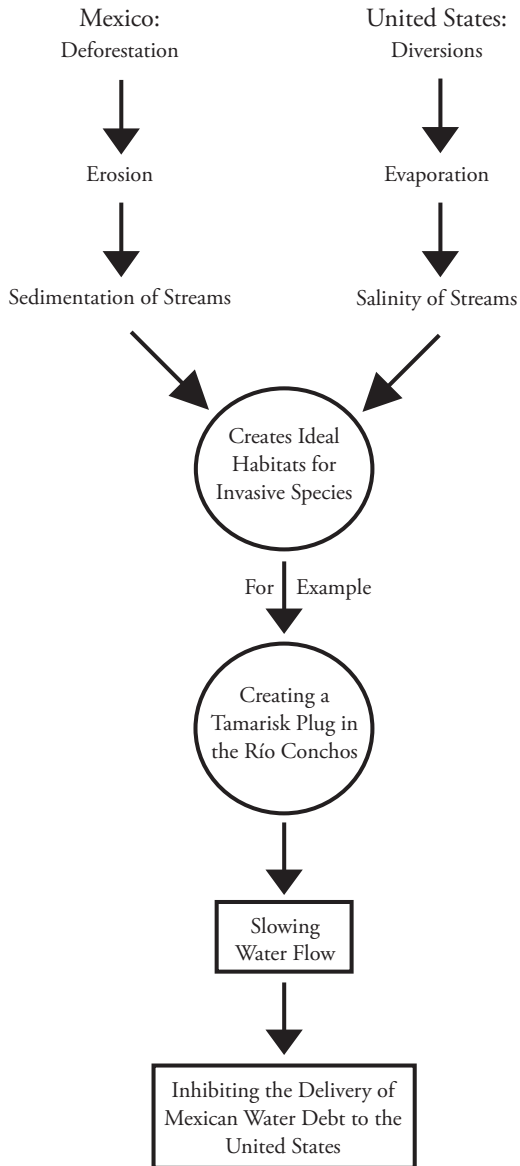 Mexico:
Deforestation
United States:
Diversions
Erosion
Evaporation
Sedimentation of Streams
Salinity of Streams
Creates Ideal
Habitats for
Invasive Species
For Example
Creating a
Tamarisk Plug in
the Río Conchos
Slowing
Water Flow
Inhibiting the Delivery of
Mexican Water Debt to the
United States